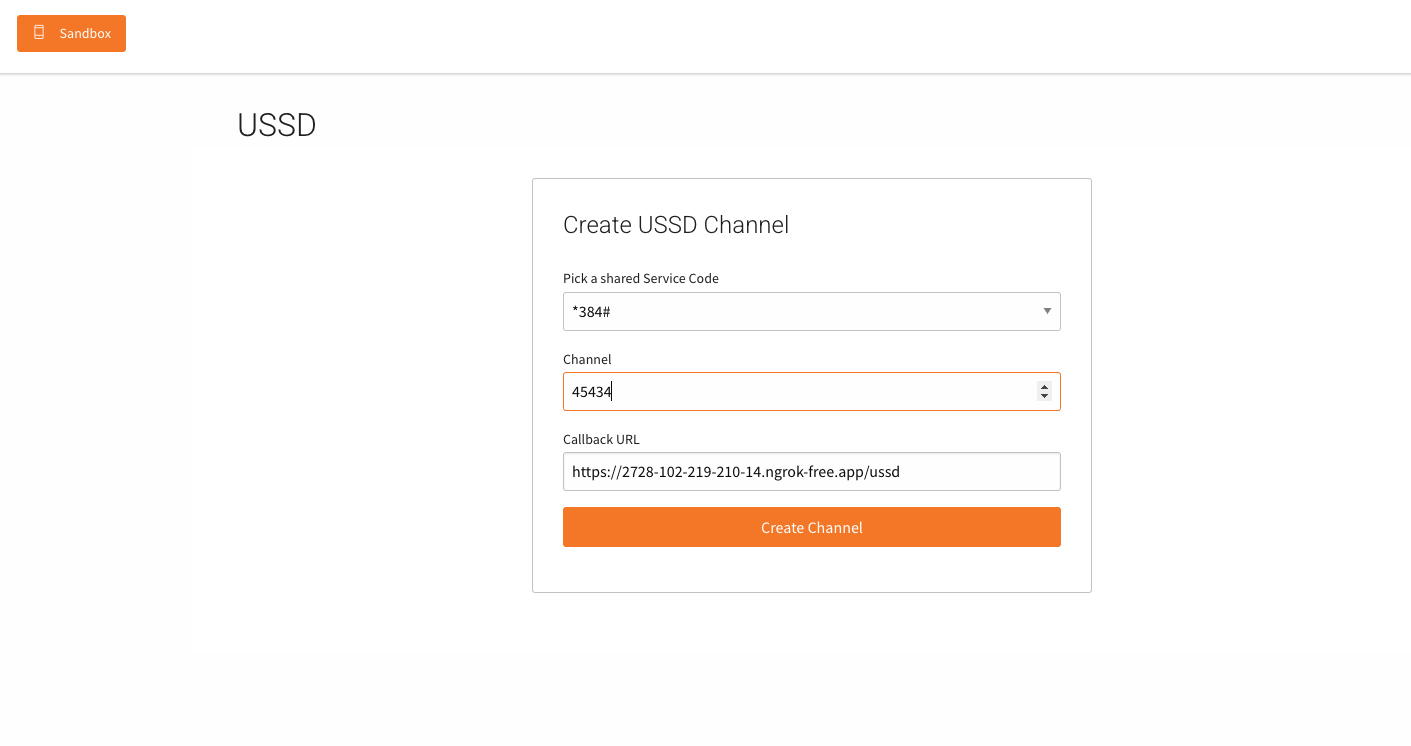 Sandbox
USSD
Create USSD Channel
Pick a shared Service Code
*384#
Channel
45434
Callback URL
https://2728-102-219-210-14.ngrok-free.app/ussd
Create Channel